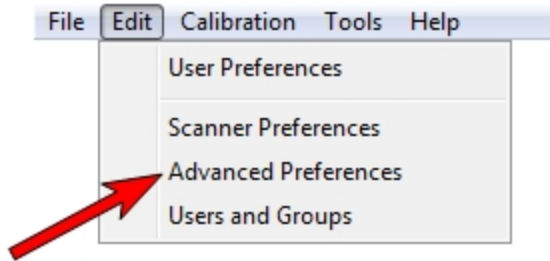 File Edit Calibration Tools Help
User Preferences
Scanner Preferences
Advanced Preferences
Users and Groups